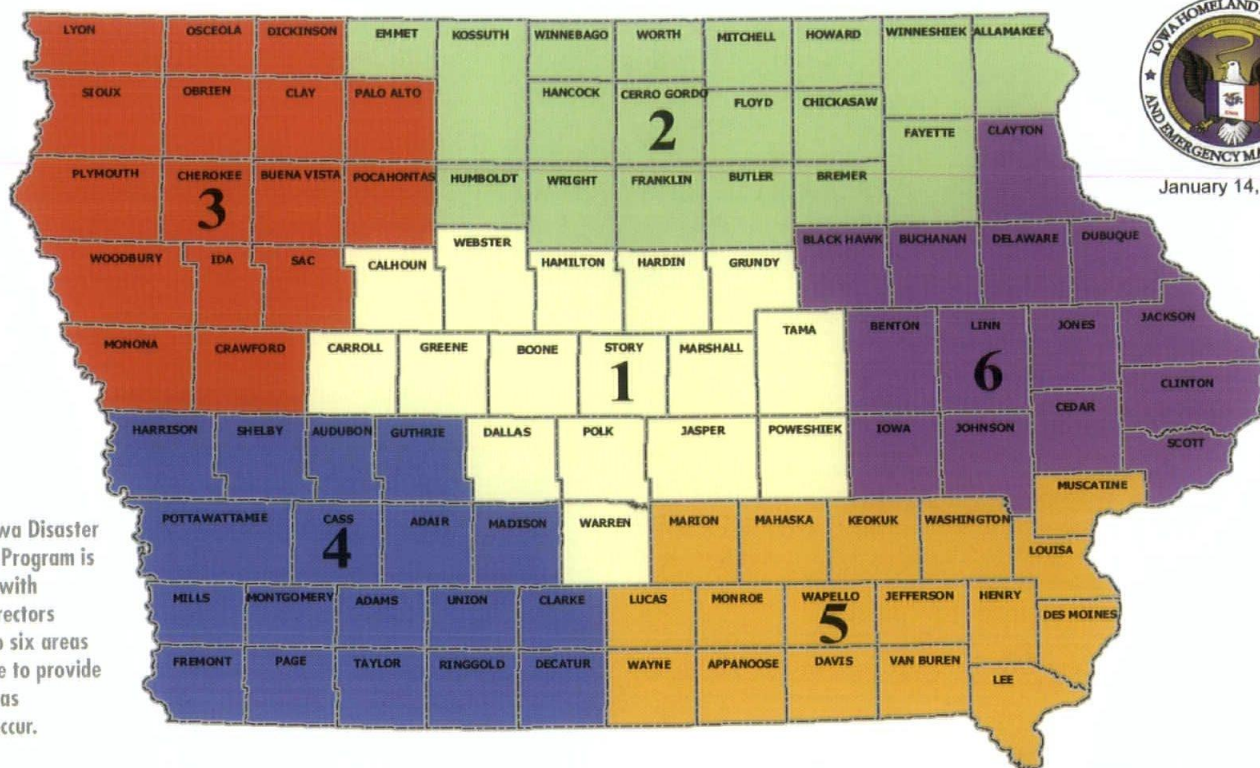 IOWA HOMELAND
AND EMERGENCY
January 14,
LYON OSCEOLA DICKINSON EMMET KOSSUTH WINNEBAGO WORTH MITCHELL HOWARD WINNESHIEK ALLAMAKEE
SIOUX OBRIEN CLAY PALO ALTO HANCOCK CERRO GORDO FLOYD CHICKASAW
2
FAYETTE CLAYTON
PLYMOUTH CHEROKEE BUENA VISTA POCAHONTAS HUMBOLDT WRIGHT FRANKLIN BUTLER BREMER
3
WEBSTER BLACK HAWK BUCHANAN DELAWARE DUBUQUE
WOODBURY IDA SAC CALHOUN HAMILTON HARDIN GRUNDY
TAMA BENTON LINN JONES JACKSON
MONONA CRAWFORD CARROLL GREENE BOONE STORY MARSHALL
1
6
CLINTON
CEDAR
HARRISON SHELBY AUDUBON GUTHRIE DALLAS POLK JASPER POWESHIEK IOWA JOHNSON SCOTT
MUSCATINE
POTTAWATTAMIE CASS ADAIR MADISON WARREN MARION MAHASKA KEOKUK WASHINGTON
4
LOUISA
MILLS MONTGOMERY ADAMS UNION CLARKE LUCAS MONROE WAPELLO JEFFERSON HENRY DES MOINES
5
FREMONT PAGE TAYLOR RINGGOLD DECATUR WAYNE APPANOOSE DAVIS VAN BUREN LEE
wa Disaster
Program is
with
rectors
o six areas
e to provide
as
ccur.